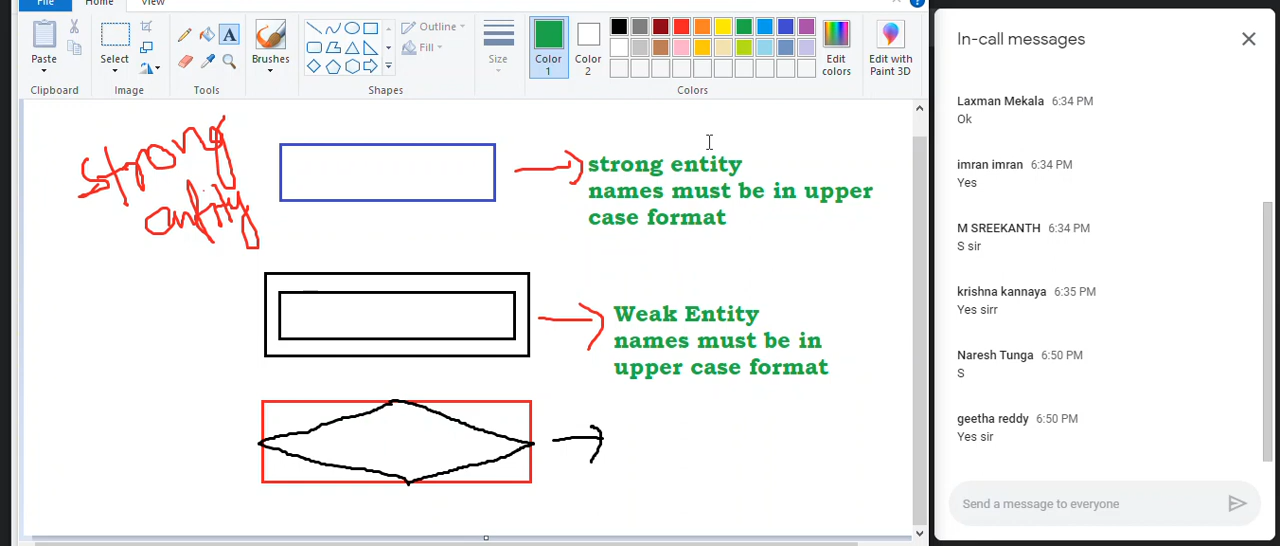 File
Home
View
Paste
Select
Brushes
Outline
Fill
Size
Color
1
Color
2
Edit
colors
Edit with
Paint 3D
Clipboard
Image
Tools
Shapes
Colors
strong
entity
strong entity
names must be in upper
case format
Weak Entity
names must be in
upper case format
In-call messages
Laxman Mekala 6:34 PM
Ok
imran imran 6:34 PM
Yes
M SREEKANTH 6:34 PM
S sir
krishna kannaya 6:35 PM
Yes sirr
Naresh Tunga 6:50 PM
S
geetha reddy 6:50 PM
Yes sir
Send a message to everyone